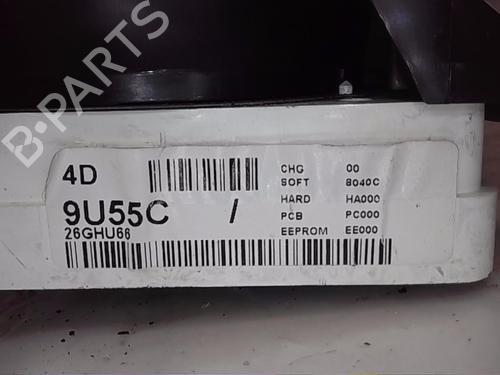 B-PARTS
4D
CHG 00
SOFT 8040C
9U55C /
HARD HA000
PCB PC000
26GHU66
EEPROM EE000